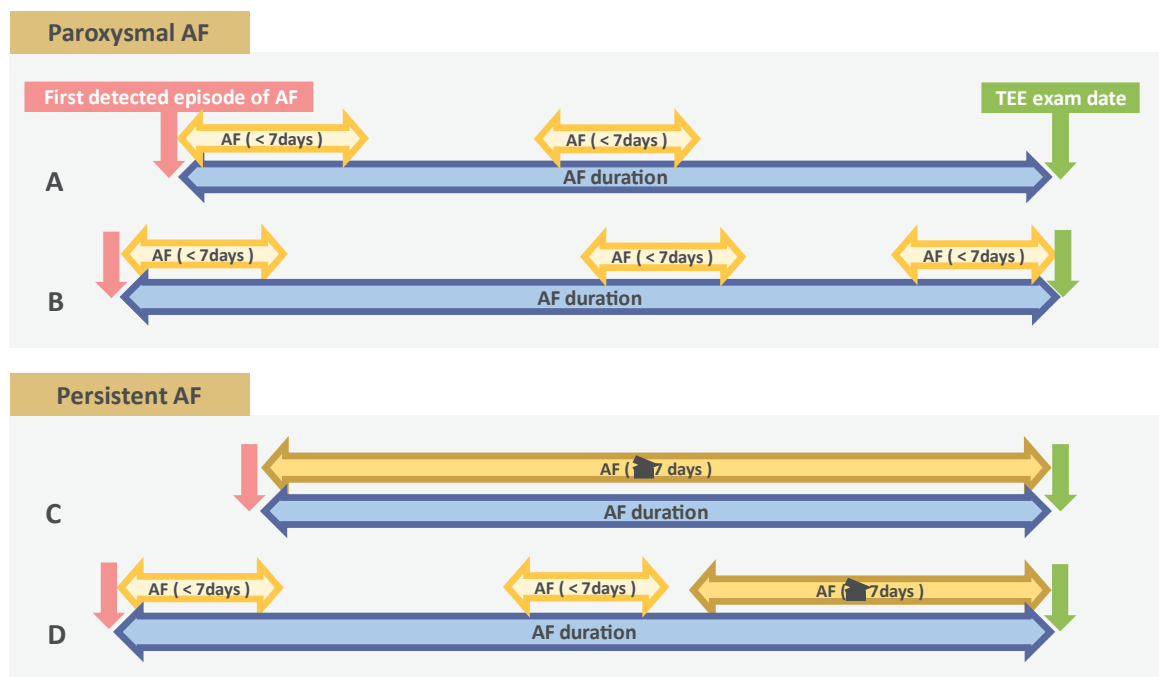 Paroxysmal AF
First detected episode of AF
TEE exam date
AF ( < 7days )
AF ( < 7days )
A
AF duration
AF ( < 7days )
AF ( < 7days )
AF ( < 7days )
B
AF duration
Persistent AF
AF ( 7 days )
C
AF duration
AF ( < 7days )
AF ( < 7days )
AF ( 7days )
D
AF duration